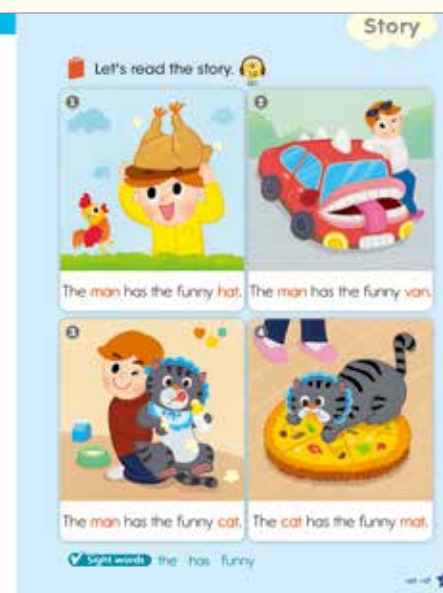 Story
Let's read the story.
1
2
The man has the funny hat.
The man has the funny van.
3
4
The man has the funny cat.
The cat has the funny mat.
Sight words the has funny